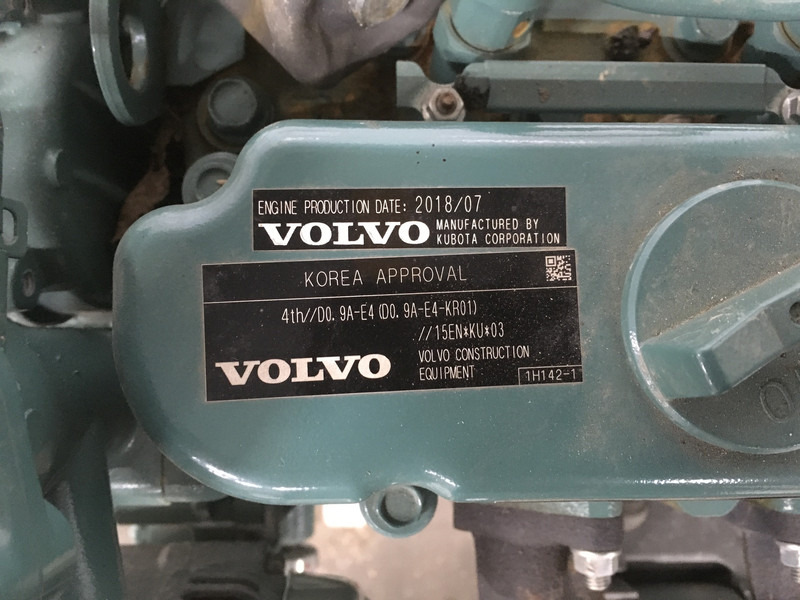 ENGINE PRODUCTION DATE: 2018/07
VOLVO MANUFACTURED BY
KUBOTA CORPORATION
KOREA APPROVAL
4th//D0.9A-E4(D0.9A-E4-KR01)
//15EN*KU*03
VOLVO VOLVO CONSTRUCTION
EQUIPMENT
1H142-1